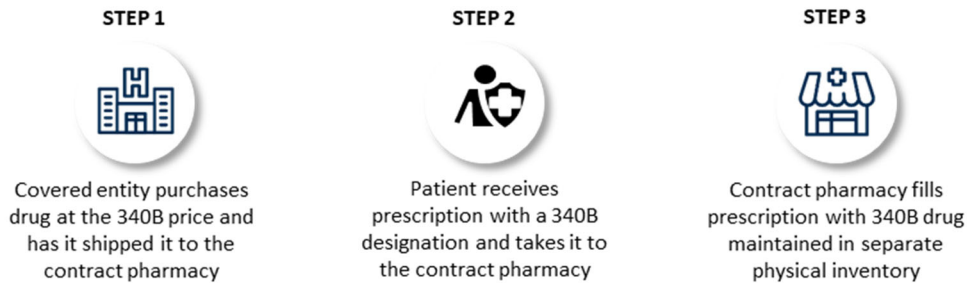 STEP 1
Covered entity purchases
drug at the 340B price and
has it shipped it to the
contract pharmacy
STEP 2
Patient receives
prescription with a 340B
designation and takes it to
the contract pharmacy
STEP 3
Contract pharmacy fills
prescription with 340B drug
maintained in separate
physical inventory